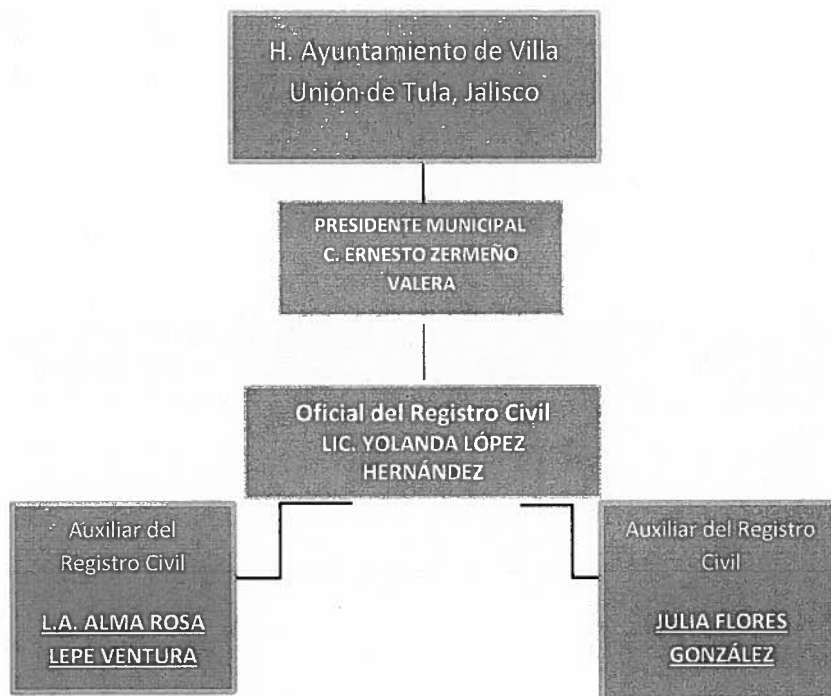 H. Ayuntamiento de Villa
Unión de Tula, Jalisco
PRESIDENTE MUNICIPAL
C. ERNESTO ZERMEÑO
VALERA
Oficial del Registro Civil
LIC. YOLANDA LÓPEZ
HERNÁNDEZ
Auxiliar del
Registro Civil
L.A. ALMA ROSA
LEPE VENTURA
Auxiliar del Registro
Civil
JULIA FLORES
GONZÁLEZ